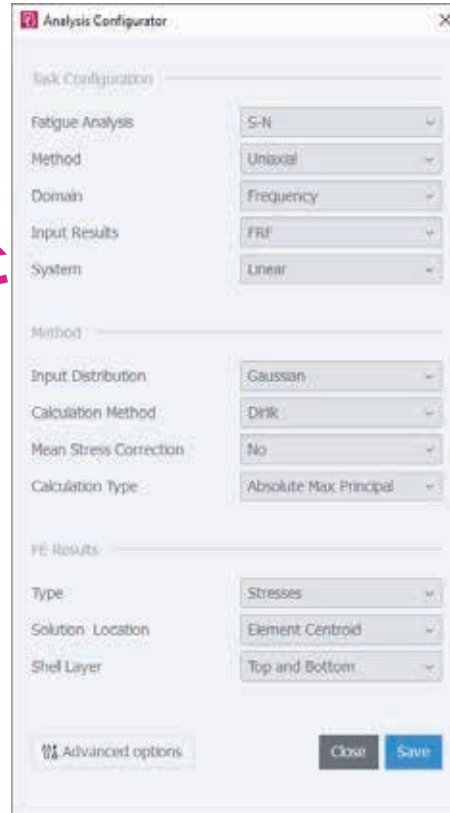 Analysis Configurator
Task Configuration
Fatigue Analysis S-N
Method Uniaxial
Domain Frequency
Input Results FRF
System Linear
Method
Input Distribution Gaussian
Calculation Method Dirlik
Mean Stress Correction No
Calculation Type Absolute Max Principal
FE Results
Type Stresses
Solution Location Element Centroid
Shell Layer Top and Bottom
Advanced options Close Save